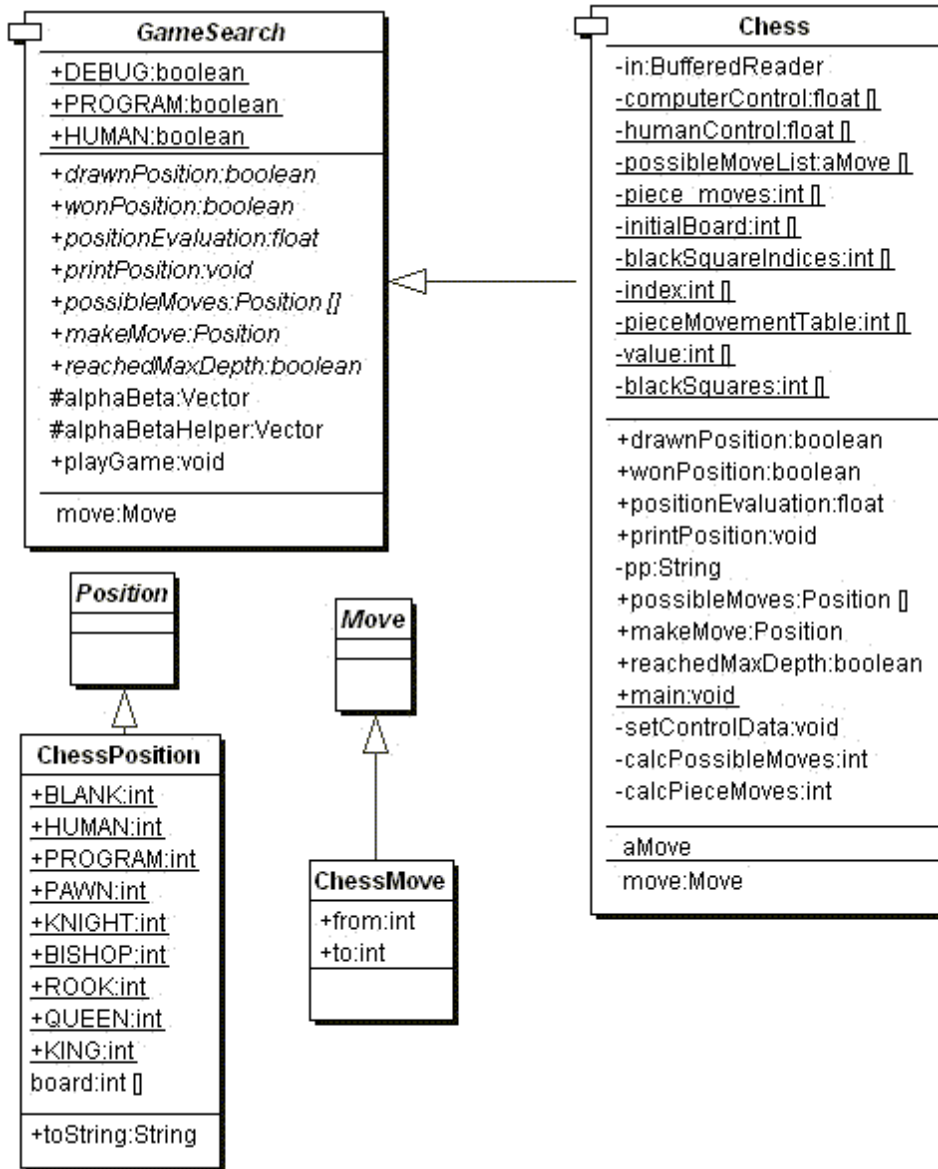 GameSearch
+DEBUG:boolean
+PROGRAM:boolean
+HUMAN:boolean
+drawnPosition:boolean
+wonPosition:boolean
+positionEvaluation:float
+printPosition:void
+possibleMoves:Position []
+makeMove:Position
+reachedMaxDepth:boolean
#alphaBeta:Vector
#alphaBetaHelper:Vector
+playGame:void
move:Move
Chess
-in:BufferedReader
-computerControl:float []
-humanControl:float []
-possibleMoveList:aMove []
-piece_moves:int []
-initialBoard:int []
-blackSquareIndices:int []
-index:int []
-pieceMovementTable:int []
-value:int []
-blackSquares:int []
+drawnPosition:boolean
+wonPosition:boolean
+positionEvaluation:float
+printPosition:void
-pp:String
+possibleMoves:Position []
+makeMove:Position
+reachedMaxDepth:boolean
+main:void
-setControlData:void
-calcPossibleMoves:int
-calcPieceMoves:int
aMove
move:Move
Position
Move
ChessPosition
+BLANK:int
+HUMAN:int
+PROGRAM:int
+PAWN:int
+KNIGHT:int
+BISHOP:int
+ROOK:int
+QUEEN:int
+KING:int
board:int []
+toString:String
ChessMove
+from:int
+to:int